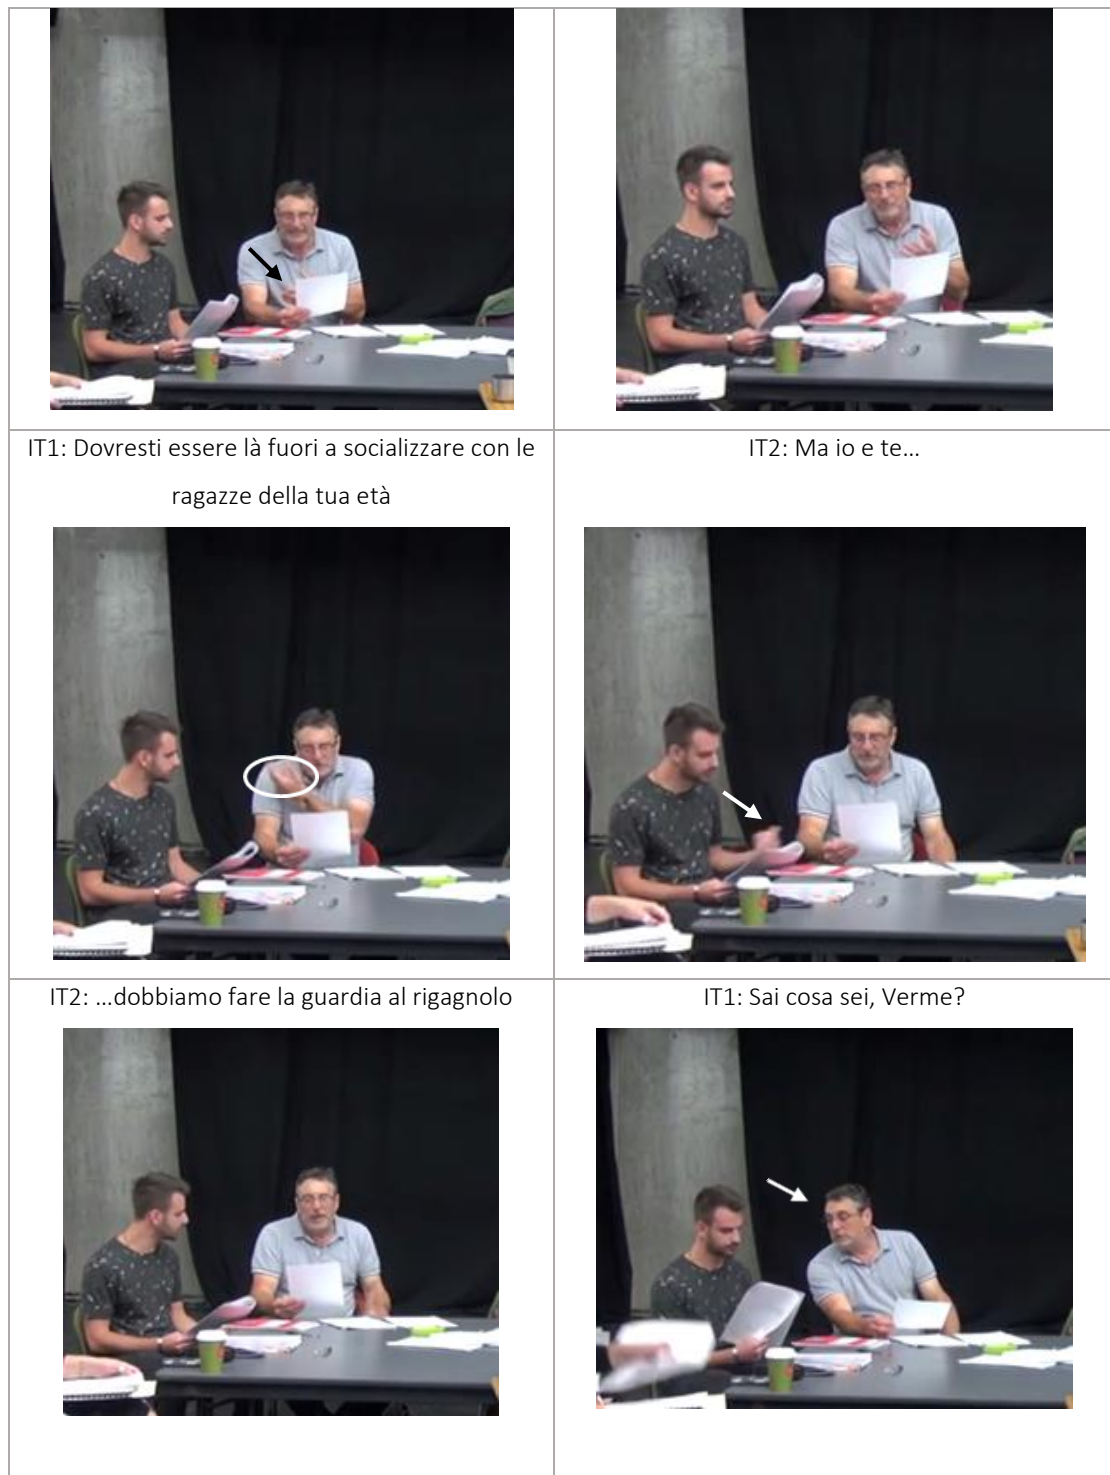 IT1: Dovresti essere là fuori a socializzare con le
ragazze della tua età
IT2: Ma io e te…
IT2: …dobbiamo fare la guardia al rigagnolo
IT1: Sai cosa sei, Verme?